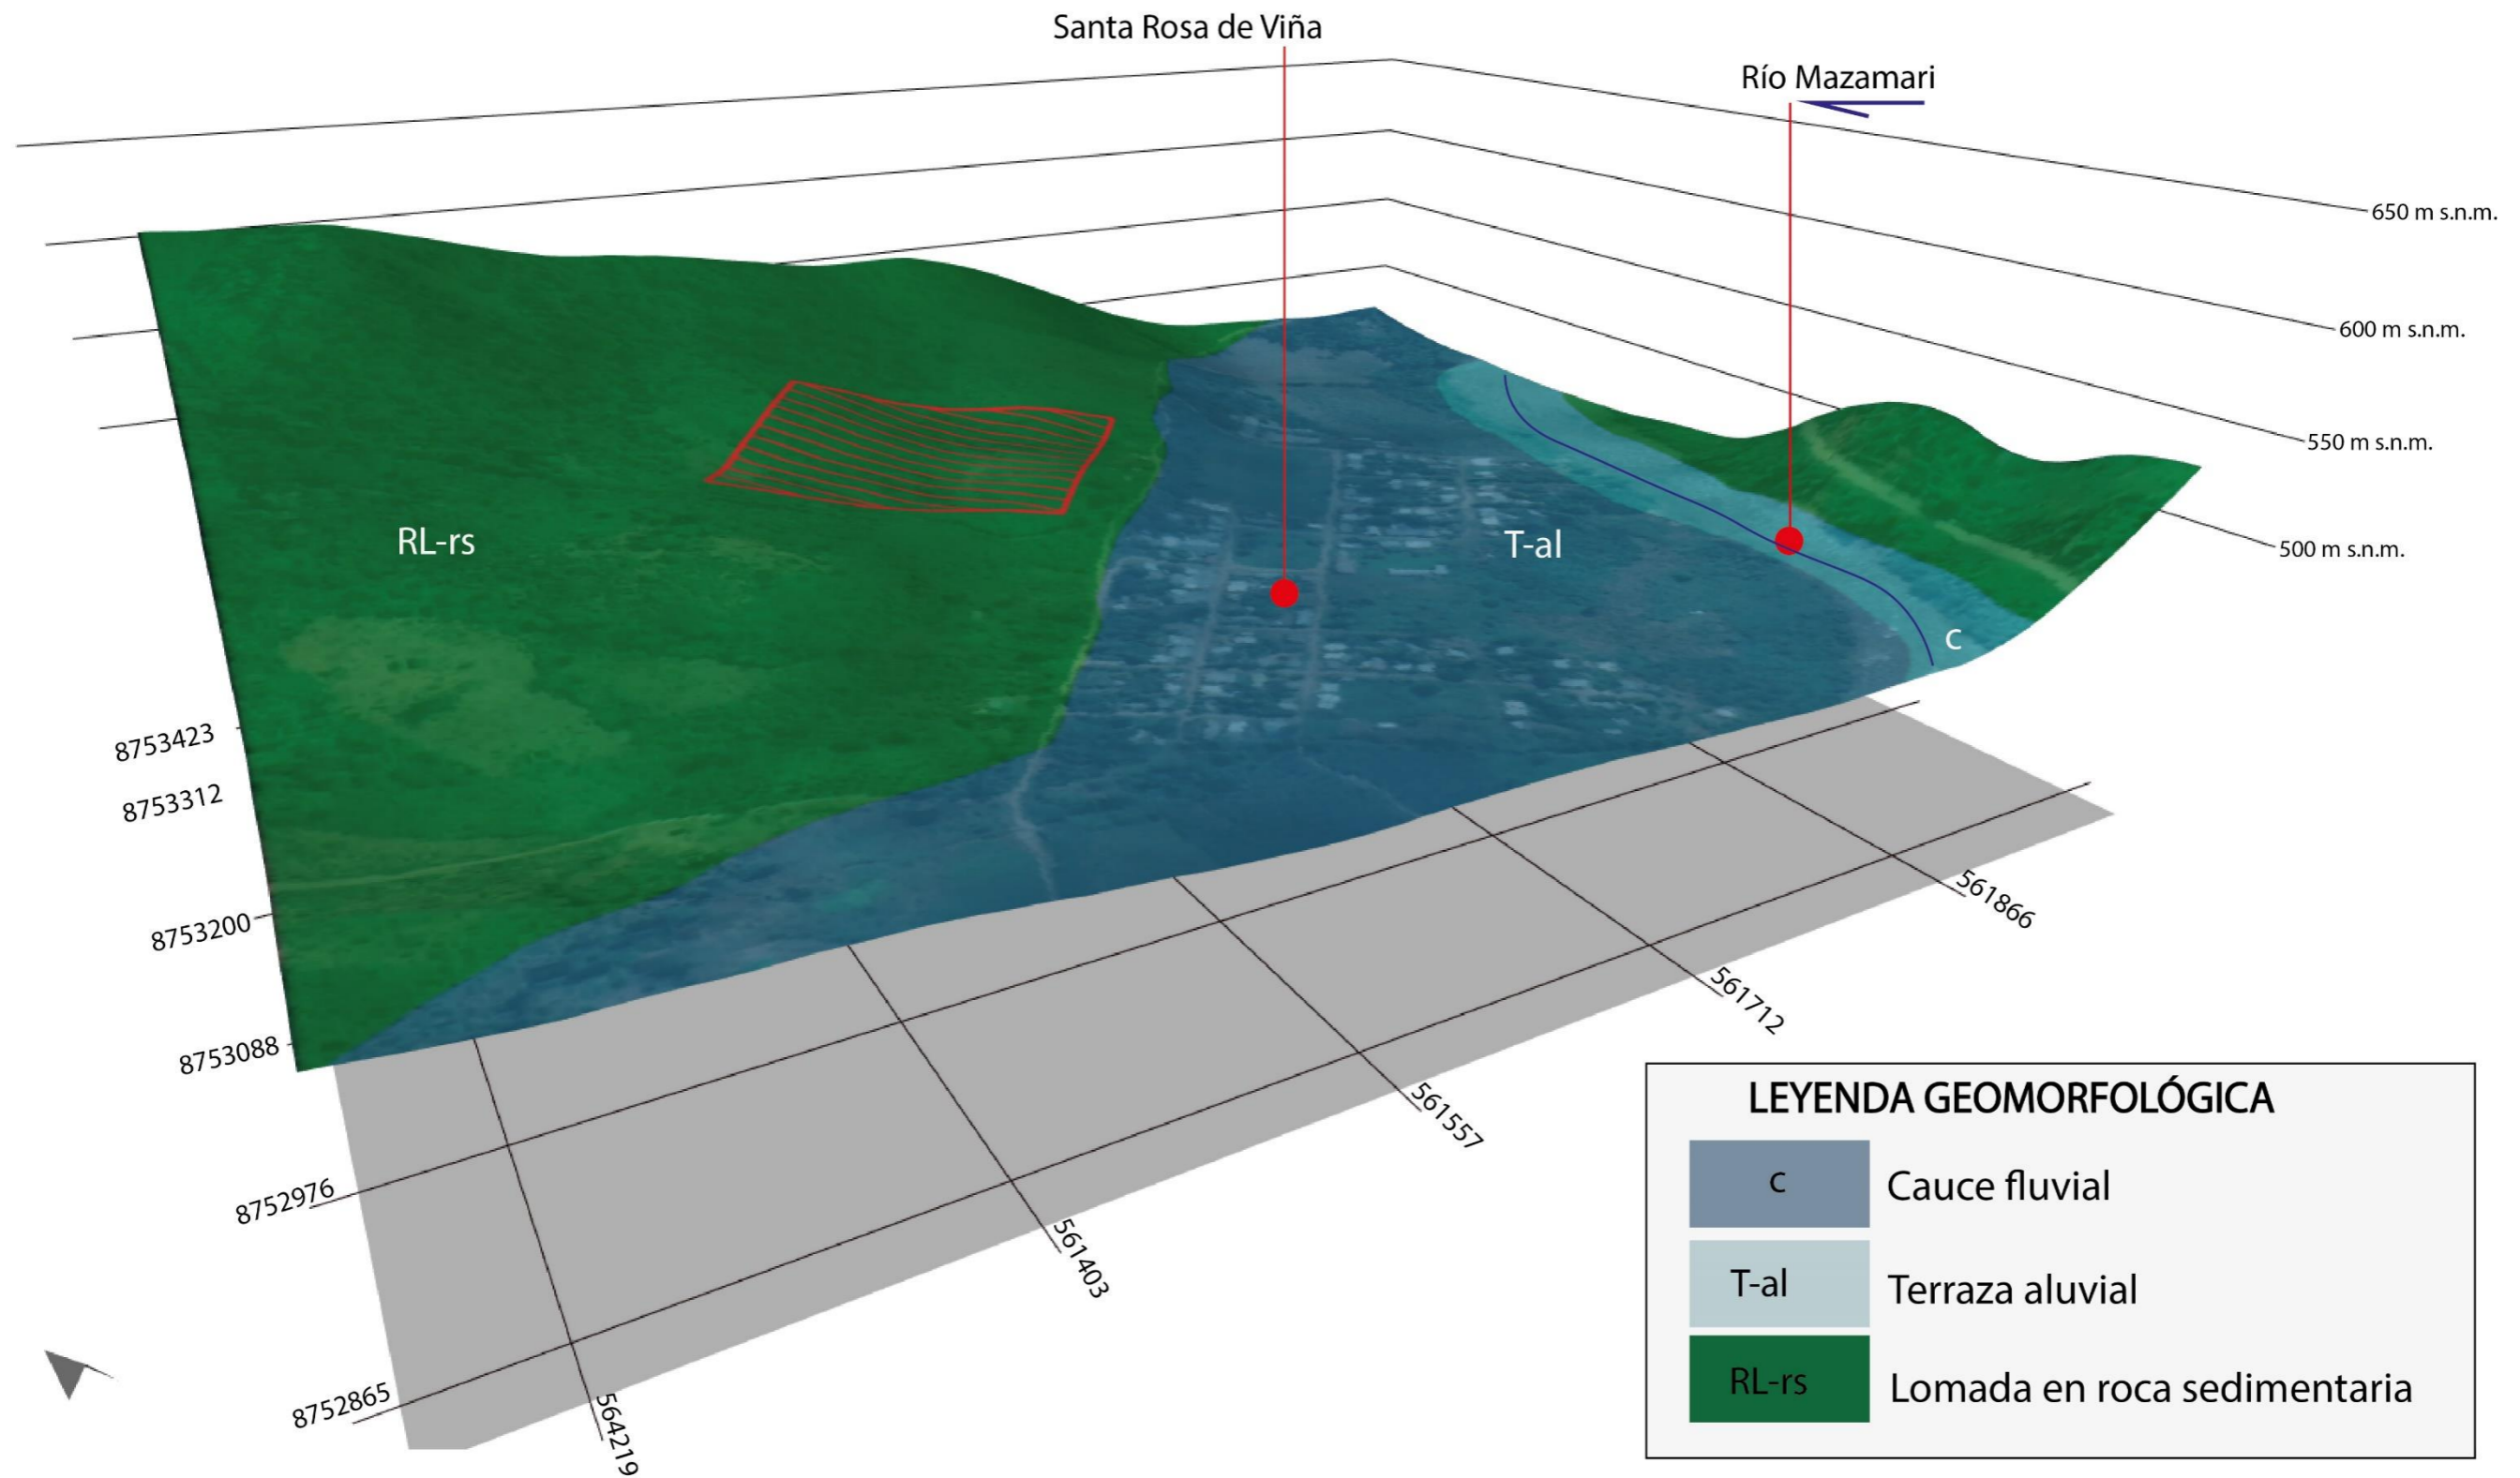 Santa Rosa de Viña
Río Mazamari
650 m s.n.m.
600 m s.n.m.
550 m s.n.m.
500 m s.n.m.
RL-rs
T-al
c
8753423
8753312
8753200
8753088
8752976
8752865
564219
561403
561557
561712
561866
LEYENDA GEOMORFOLÓGICA
c Cauce fluvial
T-al Terraza aluvial
RL-rs Lomada en roca sedimentaria